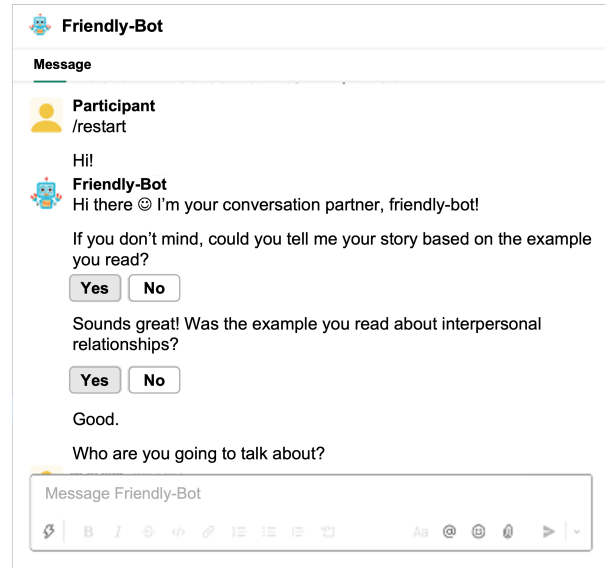 Friendly-Bot
Message
Participant
/restart
Hi!
Friendly-Bot
Hi there ☺ I’m your conversation partner, friendly-bot!
If you don’t mind, could you tell me your story based on the example
you read?
Yes No
Sounds great! Was the example you read about interpersonal
relationships?
Yes No
Good.
Who are you going to talk about?
Message Friendly-Bot
B I S </> Aa @